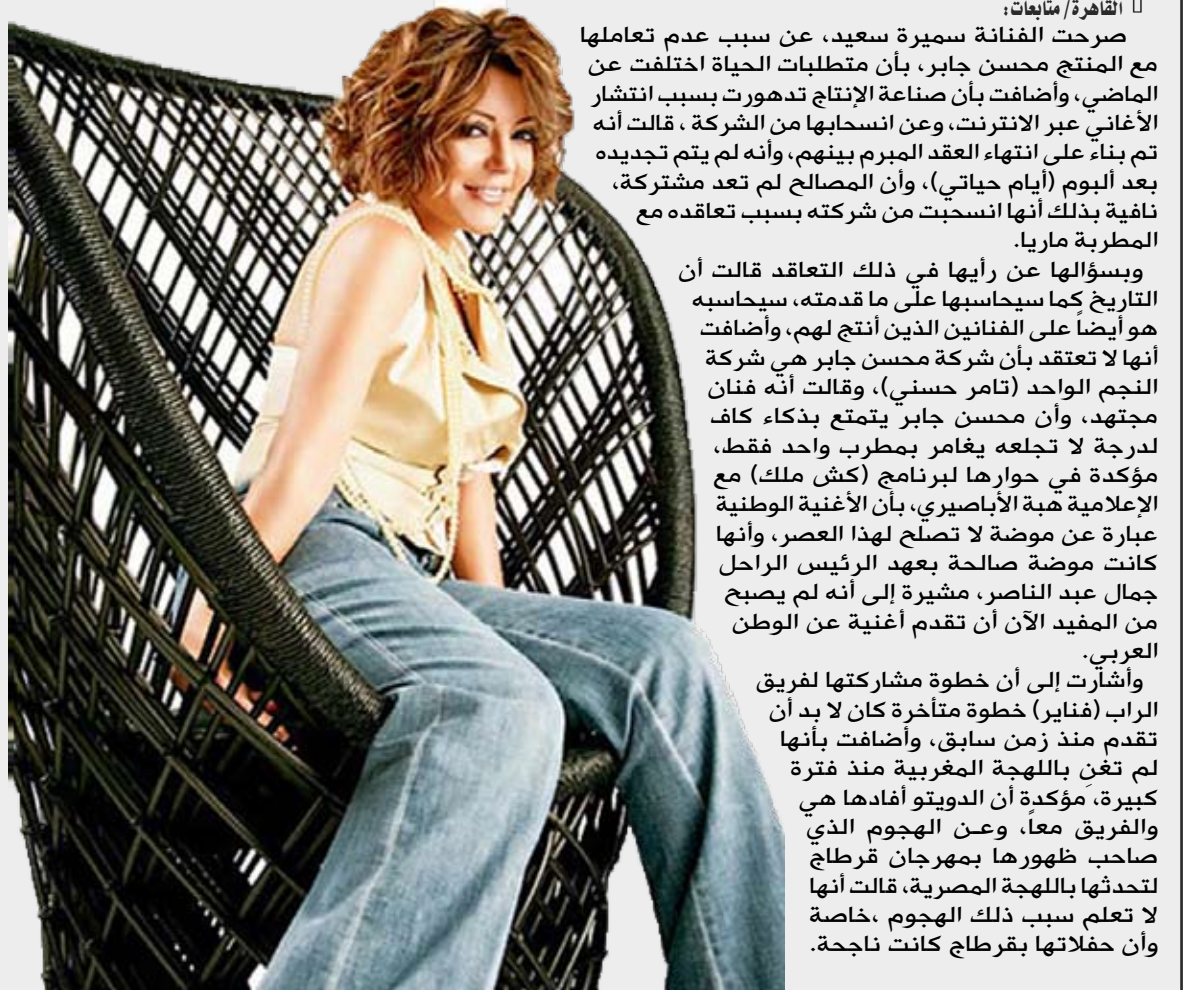 القاهرة/ متابعات:
صرحت الفنانة سميرة سعيد، عن سبب عدم تعاملها
مع المنتج محسن جابر، بأن متطلبات الحياة اختلفت عن
الماضي، وأضافت بأن صناعة الإنتاج تدهورت بسبب انتشار
الأغاني عبر الانترنت، وعن انسحابها من الشركة ، قالت أنه
تم بناء على انتهاء العقد المبرم بينهم، وأنه لم يتم تجديده
بعد ألبوم (أيام حياتي)، وأن المصالح لم تعد مشتركة،
نافية بذلك أنها انسحبت من شركته بسبب تعاقده مع
المطربة ماريا.
وبسؤالها عن رأيها في ذلك التعاقد قالت أن
التاريخ كما سيحاسبها على ما قدمته، سيحاسبه
هو أيضاً على الفنانين الذين أنتج لهم، وأضافت
أنها لا تعتقد بأن شركة محسن جابر هي شركة
النجم الواحد (تامر حسني)، وقالت أنه فنان
مجتهد، وأن محسن جابر يتمتع بذكاء كاف
لدرجة لا تجلعه يغامر بمطرب واحد فقط،
مؤكدة في حوارها لبرنامج (كش ملك) مع
الإعلامية هبة الأباصيري، بأن الأغنية الوطنية
عبارة عن موضة لا تصلح لهذا العصر، وأنها
كانت موضة صالحة بعهد الرئيس الراحل
جمال عبد الناصر، مشيرة إلى أنه لم يصبح
من المفيد الآن أن تقدم أغنية عن الوطن
العربي.
وأشارت إلى أن خطوة مشاركتها لفريق
الراب (فناير) خطوة متأخرة كان لا بد أن
تقدم منذ زمن سابق، وأضافت بأنها
لم تغنِ باللهجة المغربية منذ فترة
كبيرة، مؤكدة أن الدويتو أفادها هي
والفريق معاً، وعن الهجوم الذي
صاحب ظهورها بمهرجان قرطاج
لتحدثها باللهجة المصرية، قالت أنها
لا تعلم سبب ذلك الهجوم ،خاصة
وأن حفلاتها بقرطاج كانت ناجحة.